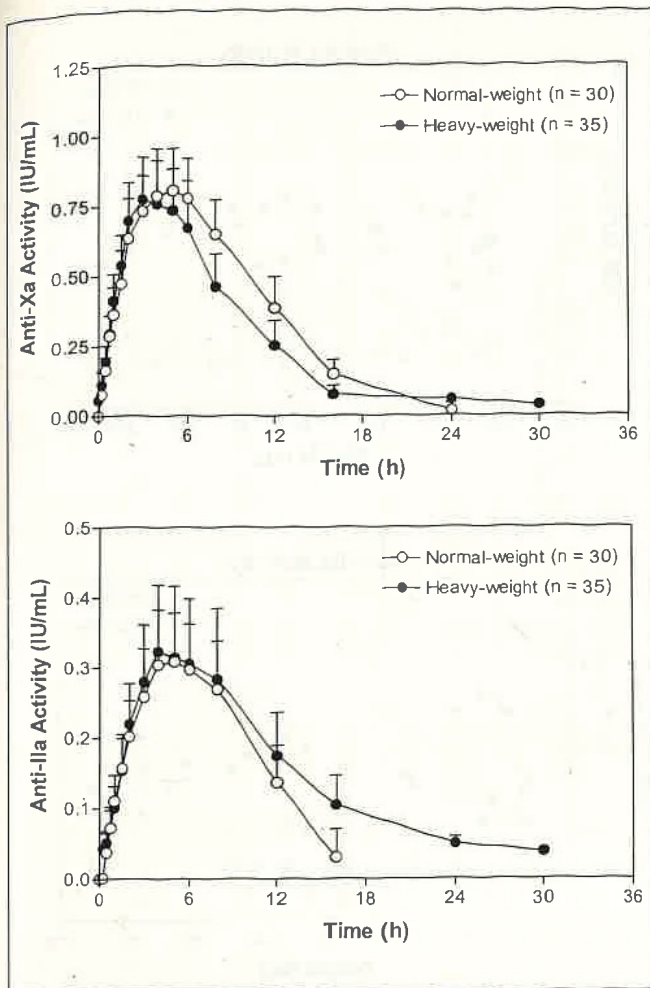 1.25
1.00
0.75
0.50
0.25
0.00
Anti-Xa Activity (IU/mL)
Normal-weight (n = 30)
Heavy-weight (n = 35)
0 6 12 18 24 30 36
Time (h)
0.5
0.4
0.3
0.2
0.1
0.0
Anti-IIa Activity (IU/mL)
Normal-weight (n = 30)
Heavy-weight (n = 35)
0 6 12 18 24 30 36
Time (h)